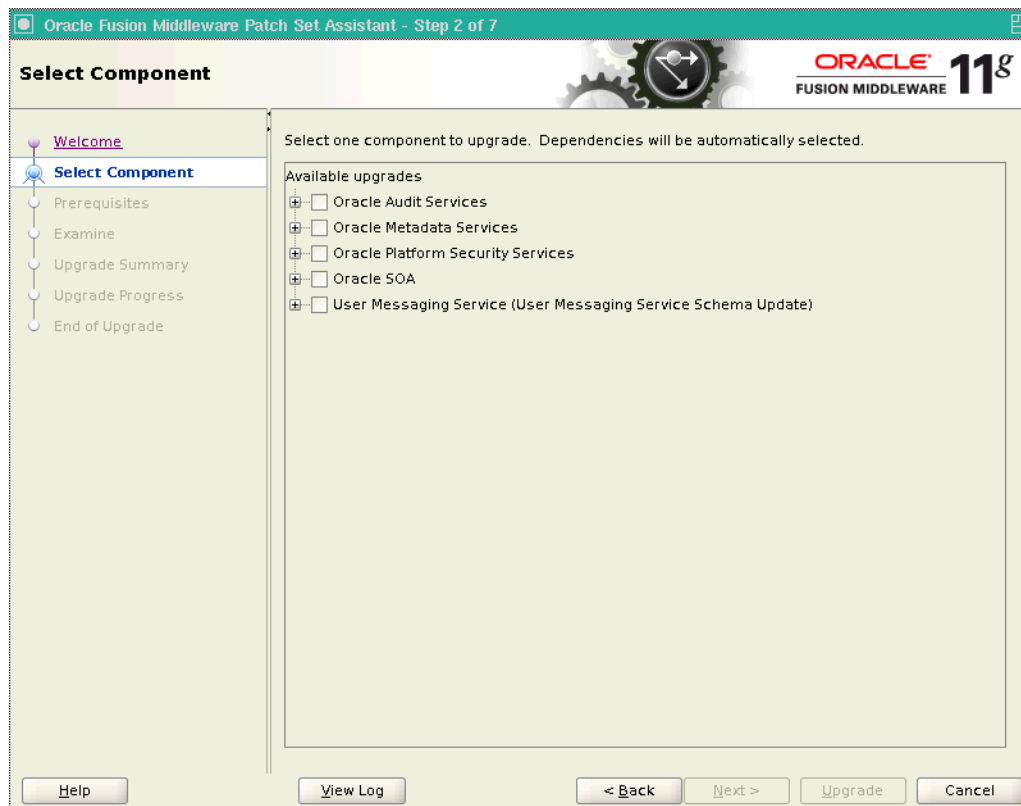 Oracle Fusion Middleware Patch Set Assistant - Step 2 of 7
Select Component
ORACLE
FUSION MIDDLEWARE 11g
Welcome
Select Component
Prerequisites
Examine
Upgrade Summary
Upgrade Progress
End of Upgrade
Select one component to upgrade. Dependencies will be automatically selected.
Available upgrades
Oracle Audit Services
Oracle Metadata Services
Oracle Platform Security Services
Oracle SOA
User Messaging Service (User Messaging Service Schema Update)
Help View Log < Back Next > Upgrade Cancel